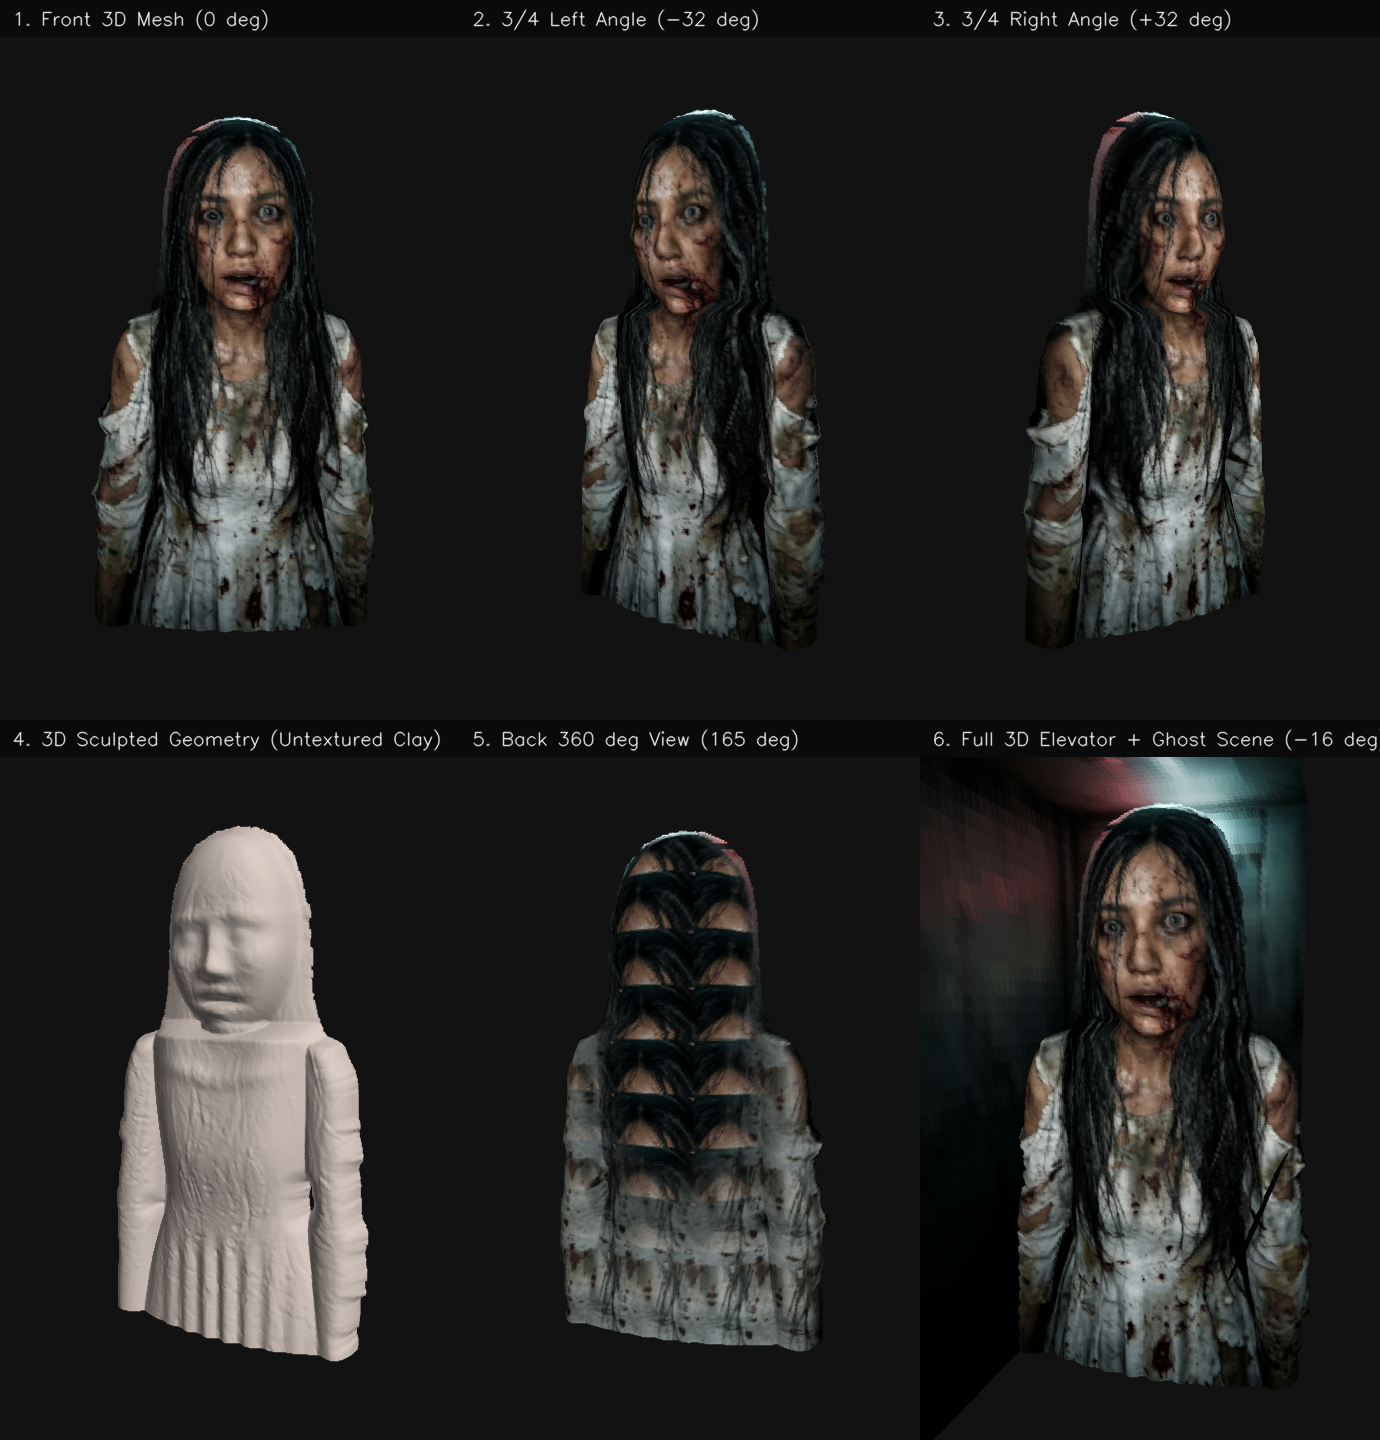 1. Front 3D Mesh (0 deg)
2. 3/4 Left Angle (−32 deg)
3. 3/4 Right Angle (+32 deg)
4. 3D Sculpted Geometry (Untextured Clay)
5. Back 360 deg View (165 deg)
6. Full 3D Elevator + Ghost Scene (−16 deg